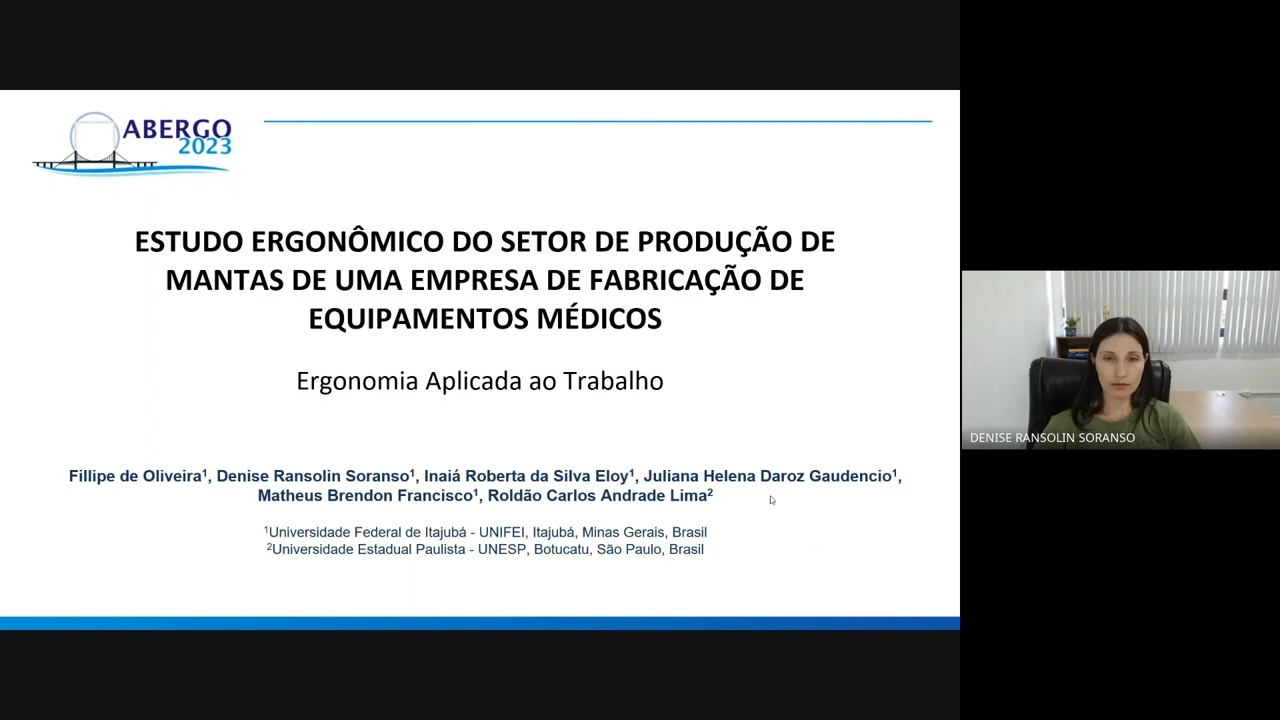 ABERGO
2023
ESTUDO ERGONÔMICO DO SETOR DE PRODUÇÃO DE
MANTAS DE UMA EMPRESA DE FABRICAÇÃO DE
EQUIPAMENTOS MÉDICOS
Ergonomia Aplicada ao Trabalho
Fillipe de Oliveira¹, Denise Ransolin Soranso¹, Inaiá Roberta da Silva Eloy¹, Juliana Helena Daroz Gaudencio¹,
Matheus Brendon Francisco¹, Roldão Carlos Andrade Lima²
¹Universidade Federal de Itajubá - UNIFEI, Itajubá, Minas Gerais, Brasil
²Universidade Estadual Paulista - UNESP, Botucatu, São Paulo, Brasil
DENISE RANSOLIN SORANSO